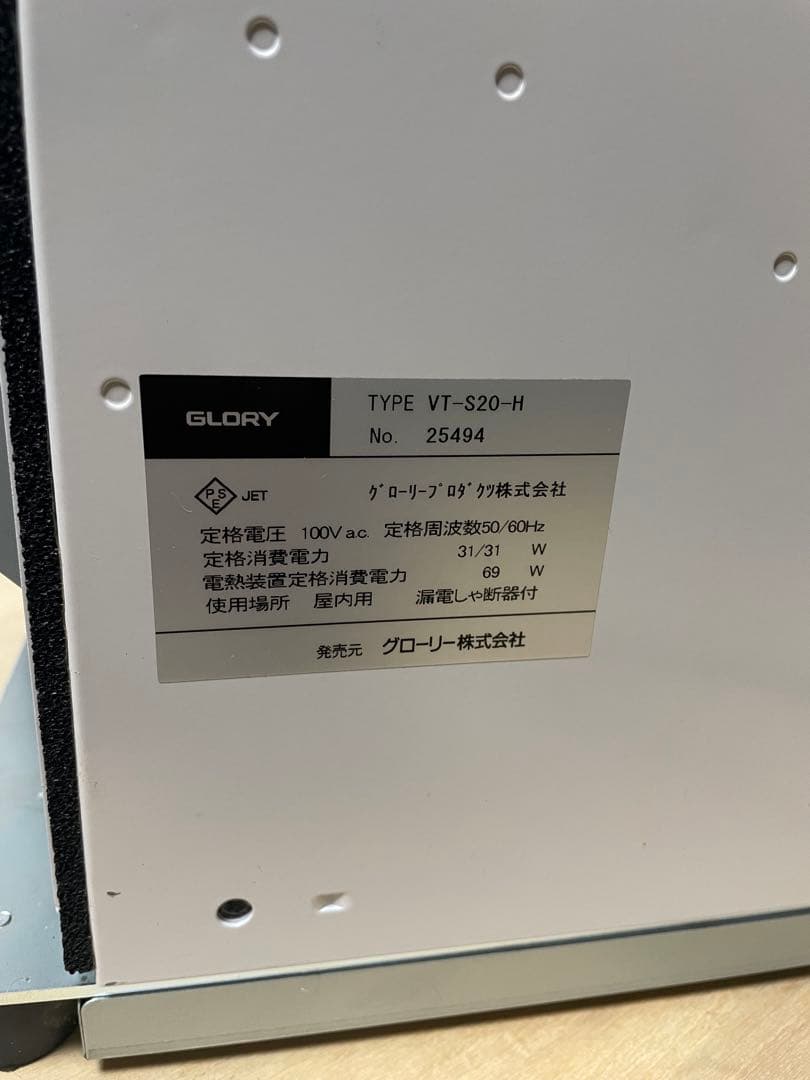 GLORY
TYPE VT-S20-H
No. 25494
PSE JET ｸﾞﾛｰﾘｰﾌﾟﾛﾀﾞｸﾂ株式会社
定格電圧 100V a.c. 定格周波数50/60Hz
定格消費電力 31/31 W
電熱装置定格消費電力 69 W
使用場所 屋内用 漏電しゃ断器付
発売元 グローリー株式会社